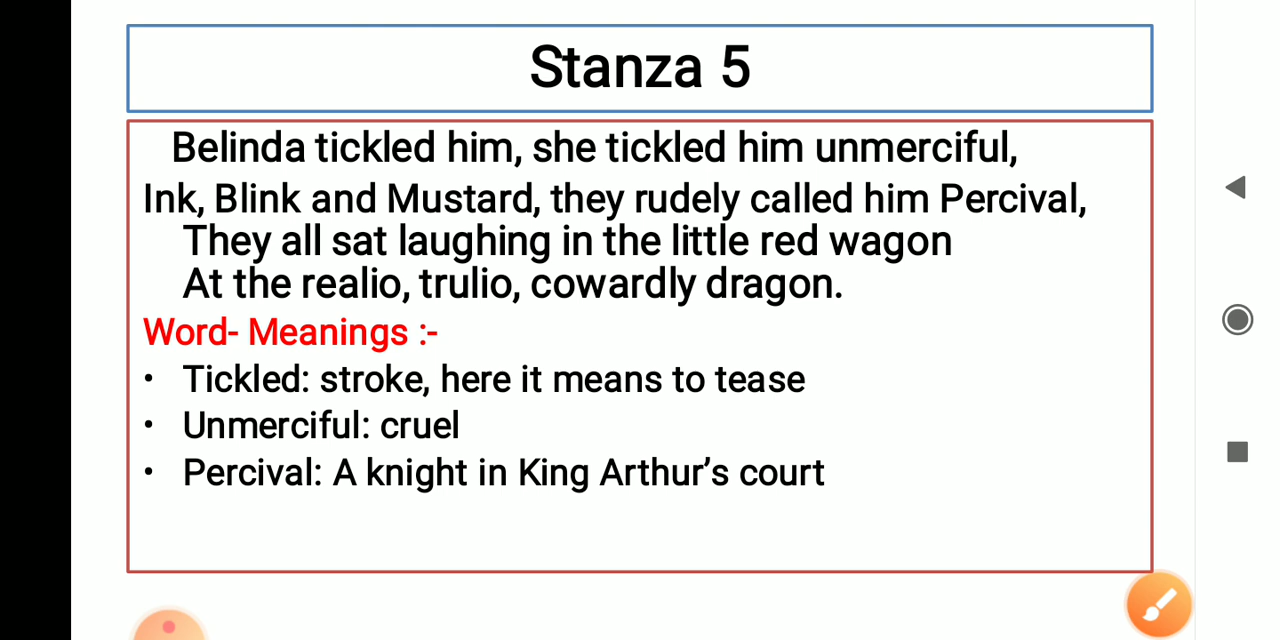 Stanza 5
Belinda tickled him, she tickled him unmerciful,
Ink, Blink and Mustard, they rudely called him Percival,
They all sat laughing in the little red wagon
At the realio, trulio, cowardly dragon.
Word- Meanings :-
• Tickled: stroke, here it means to tease
• Unmerciful: cruel
• Percival: A knight in King Arthur’s court